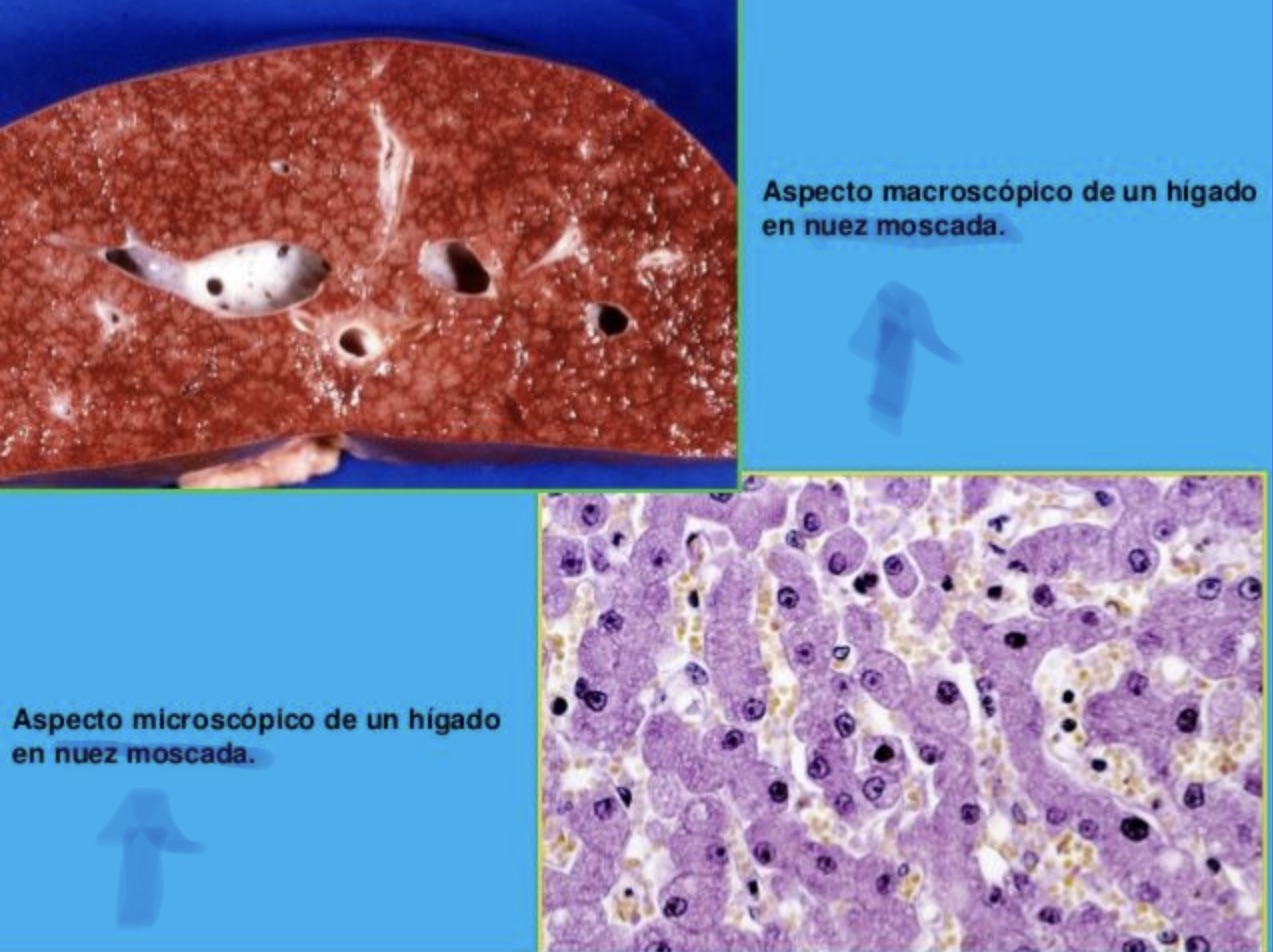 Aspecto macroscópico de un hígado
en nuez moscada.
Aspecto microscópico de un hígado
en nuez moscada.